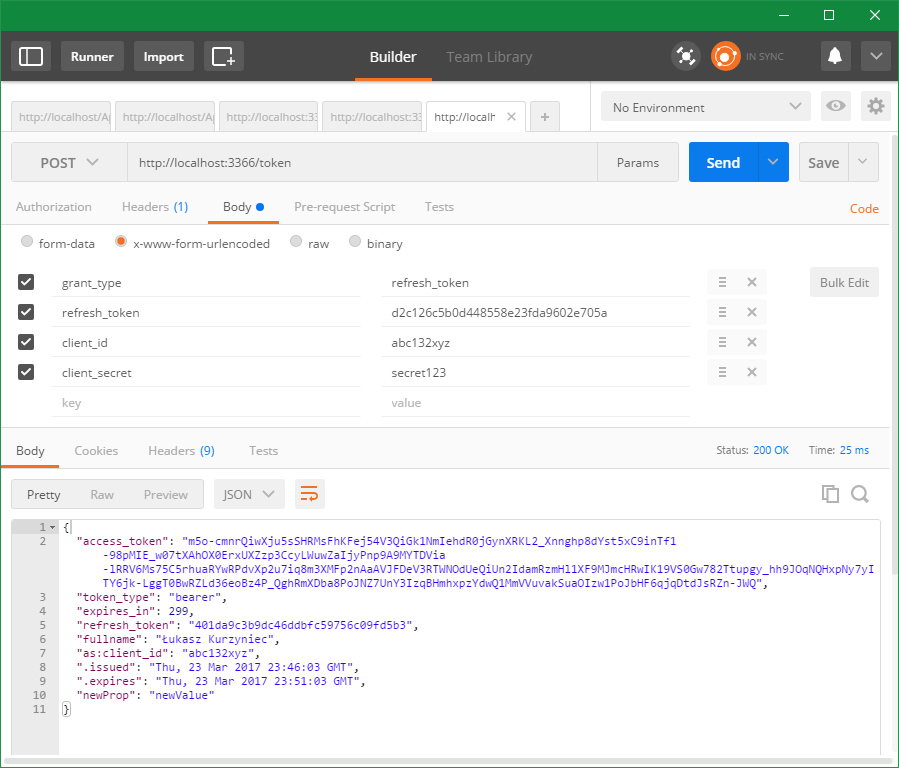 Runner Import Builder Team Library IN SYNC
http://localhost/Ap http://localhost/Ap http://localhost:33 http://localhost:33 http://localh No Environment
POST http://localhost:3366/token Params Send Save
Authorization Headers (1) Body Pre-request Script Tests Code
form-data x-www-form-urlencoded raw binary
grant_type refresh_token Bulk Edit
refresh_token d2c126c5b0d448558e23fda9602e705a
client_id abc132xyz
client_secret secret123
key value
Body Cookies Headers (9) Tests Status: 200 OK Time: 25 ms
Pretty Raw Preview JSON
1 {
2 "access_token": "m5o-cmnrQiwXju5sSHRMsFhKFej54V3QiGk1NmIehdR0jGynXRKL2_Xnnghp8dYst5xC9inTf1
-98pMIE_w07tXAhOX0ErxUXZzp3CcyLWuwZaIjyPnp9A9MYTDVia
-lRRV6Ms75C5rhuaRYwRPdvXp2u7iq8m3XMFp2nAaAVJFDeV3RTWNOdUeQiUn2IdamRzmHl1XF9MJmcHRwIK19VS0Gw782Ttupgy_hh9JOqNQHxpNy7yI
TY6jk-LggT0BwRZLd36eoBz4P_QghRmXDba8PoJNZ7UnY3IzqBHmhxpzYdwQ1MmVVuvakSuaOIzw1PoJbHF6qjqDtdJsRZn-JWQ",
3 "token_type": "bearer",
4 "expires_in": 299,
5 "refresh_token": "401da9c3b9dc46ddbfc59756c09fd5b3",
6 "fullname": "Łukasz Kurzyniec",
7 "as:client_id": "abc132xyz",
8 ".issued": "Thu, 23 Mar 2017 23:46:03 GMT",
9 ".expires": "Thu, 23 Mar 2017 23:51:03 GMT",
10 "newProp": "newValue"
11 }